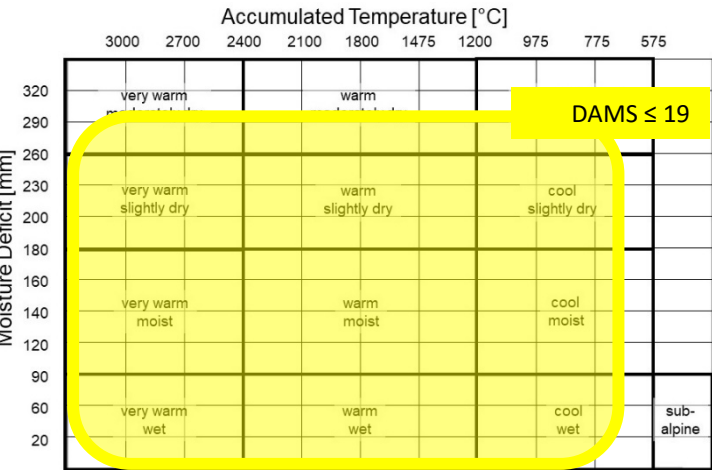 Accumulated Temperature [°C]
3000 2700 2400 2100 1800 1475 1200 975 775 575
Moisture Deficit [mm]
320
290
260
230
200
180
160
140
120
90
60
20
very warm
warm
DAMS ≤ 19
very warm
slightly dry
warm
slightly dry
cool
slightly dry
very warm
moist
warm
moist
cool
moist
very warm
wet
warm
wet
cool
wet
sub-
alpine